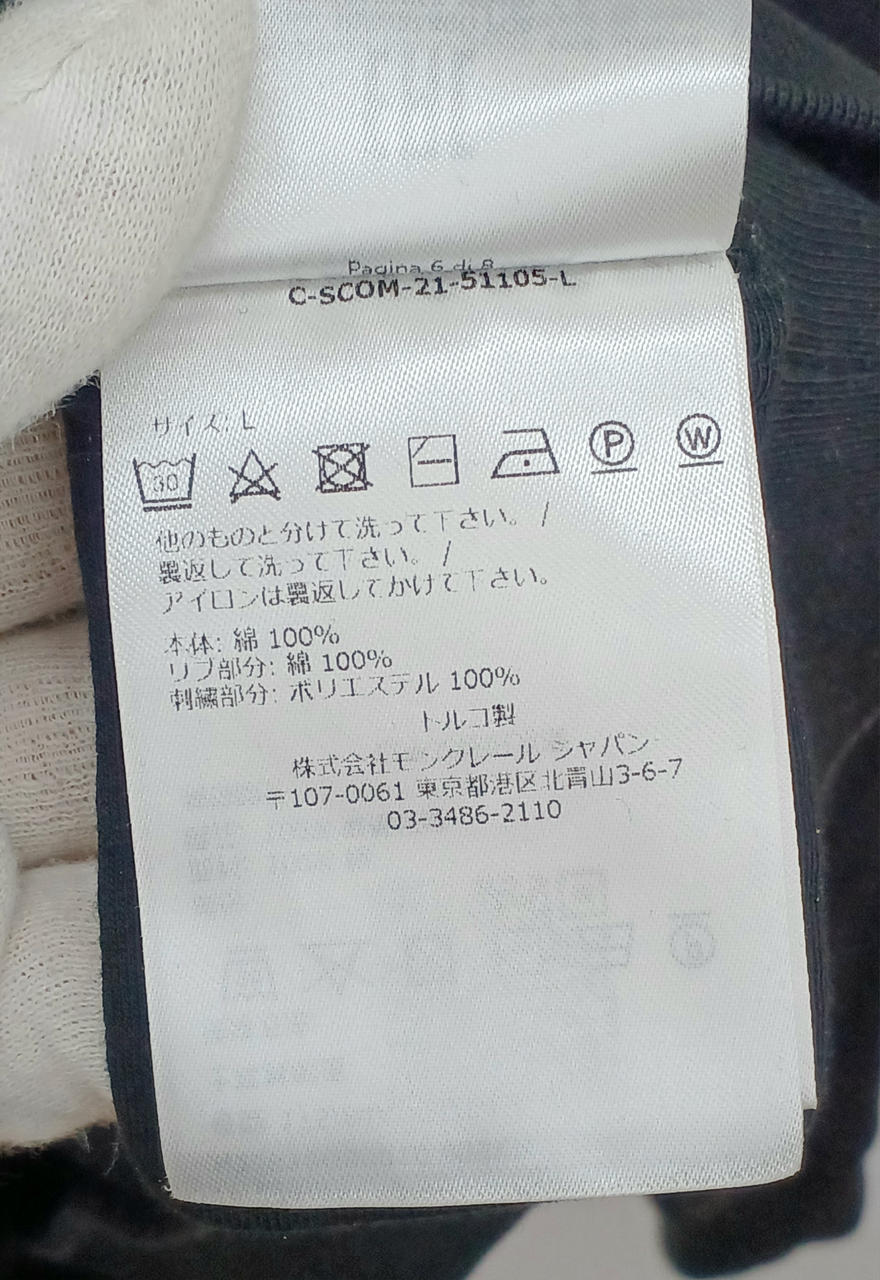 Pagina 6 di 8
C-SCOM-21-51105-L
サイズ: L
30
P
W
他のものと分けて洗って下さい。 /
裏返して洗って下さい。 /
アイロンは裏返してかけて下さい。
本体: 綿 100%
リブ部分: 綿 100%
刺繍部分: ポリエステル 100%
トルコ製
株式会社モンクレール ジャパン
〒107-0061 東京都港区北青山3-6-7
03-3486-2110